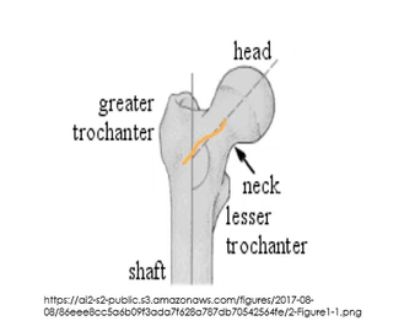 head
greater
trochanter
neck
lesser
trochanter
shaft
https://ai2-s2-public.s3.amazonaws.com/figures/2017-08-
08/86eee8cc5a6b09f3ada7f628a787db70542564fe/2-Figure1-1.png